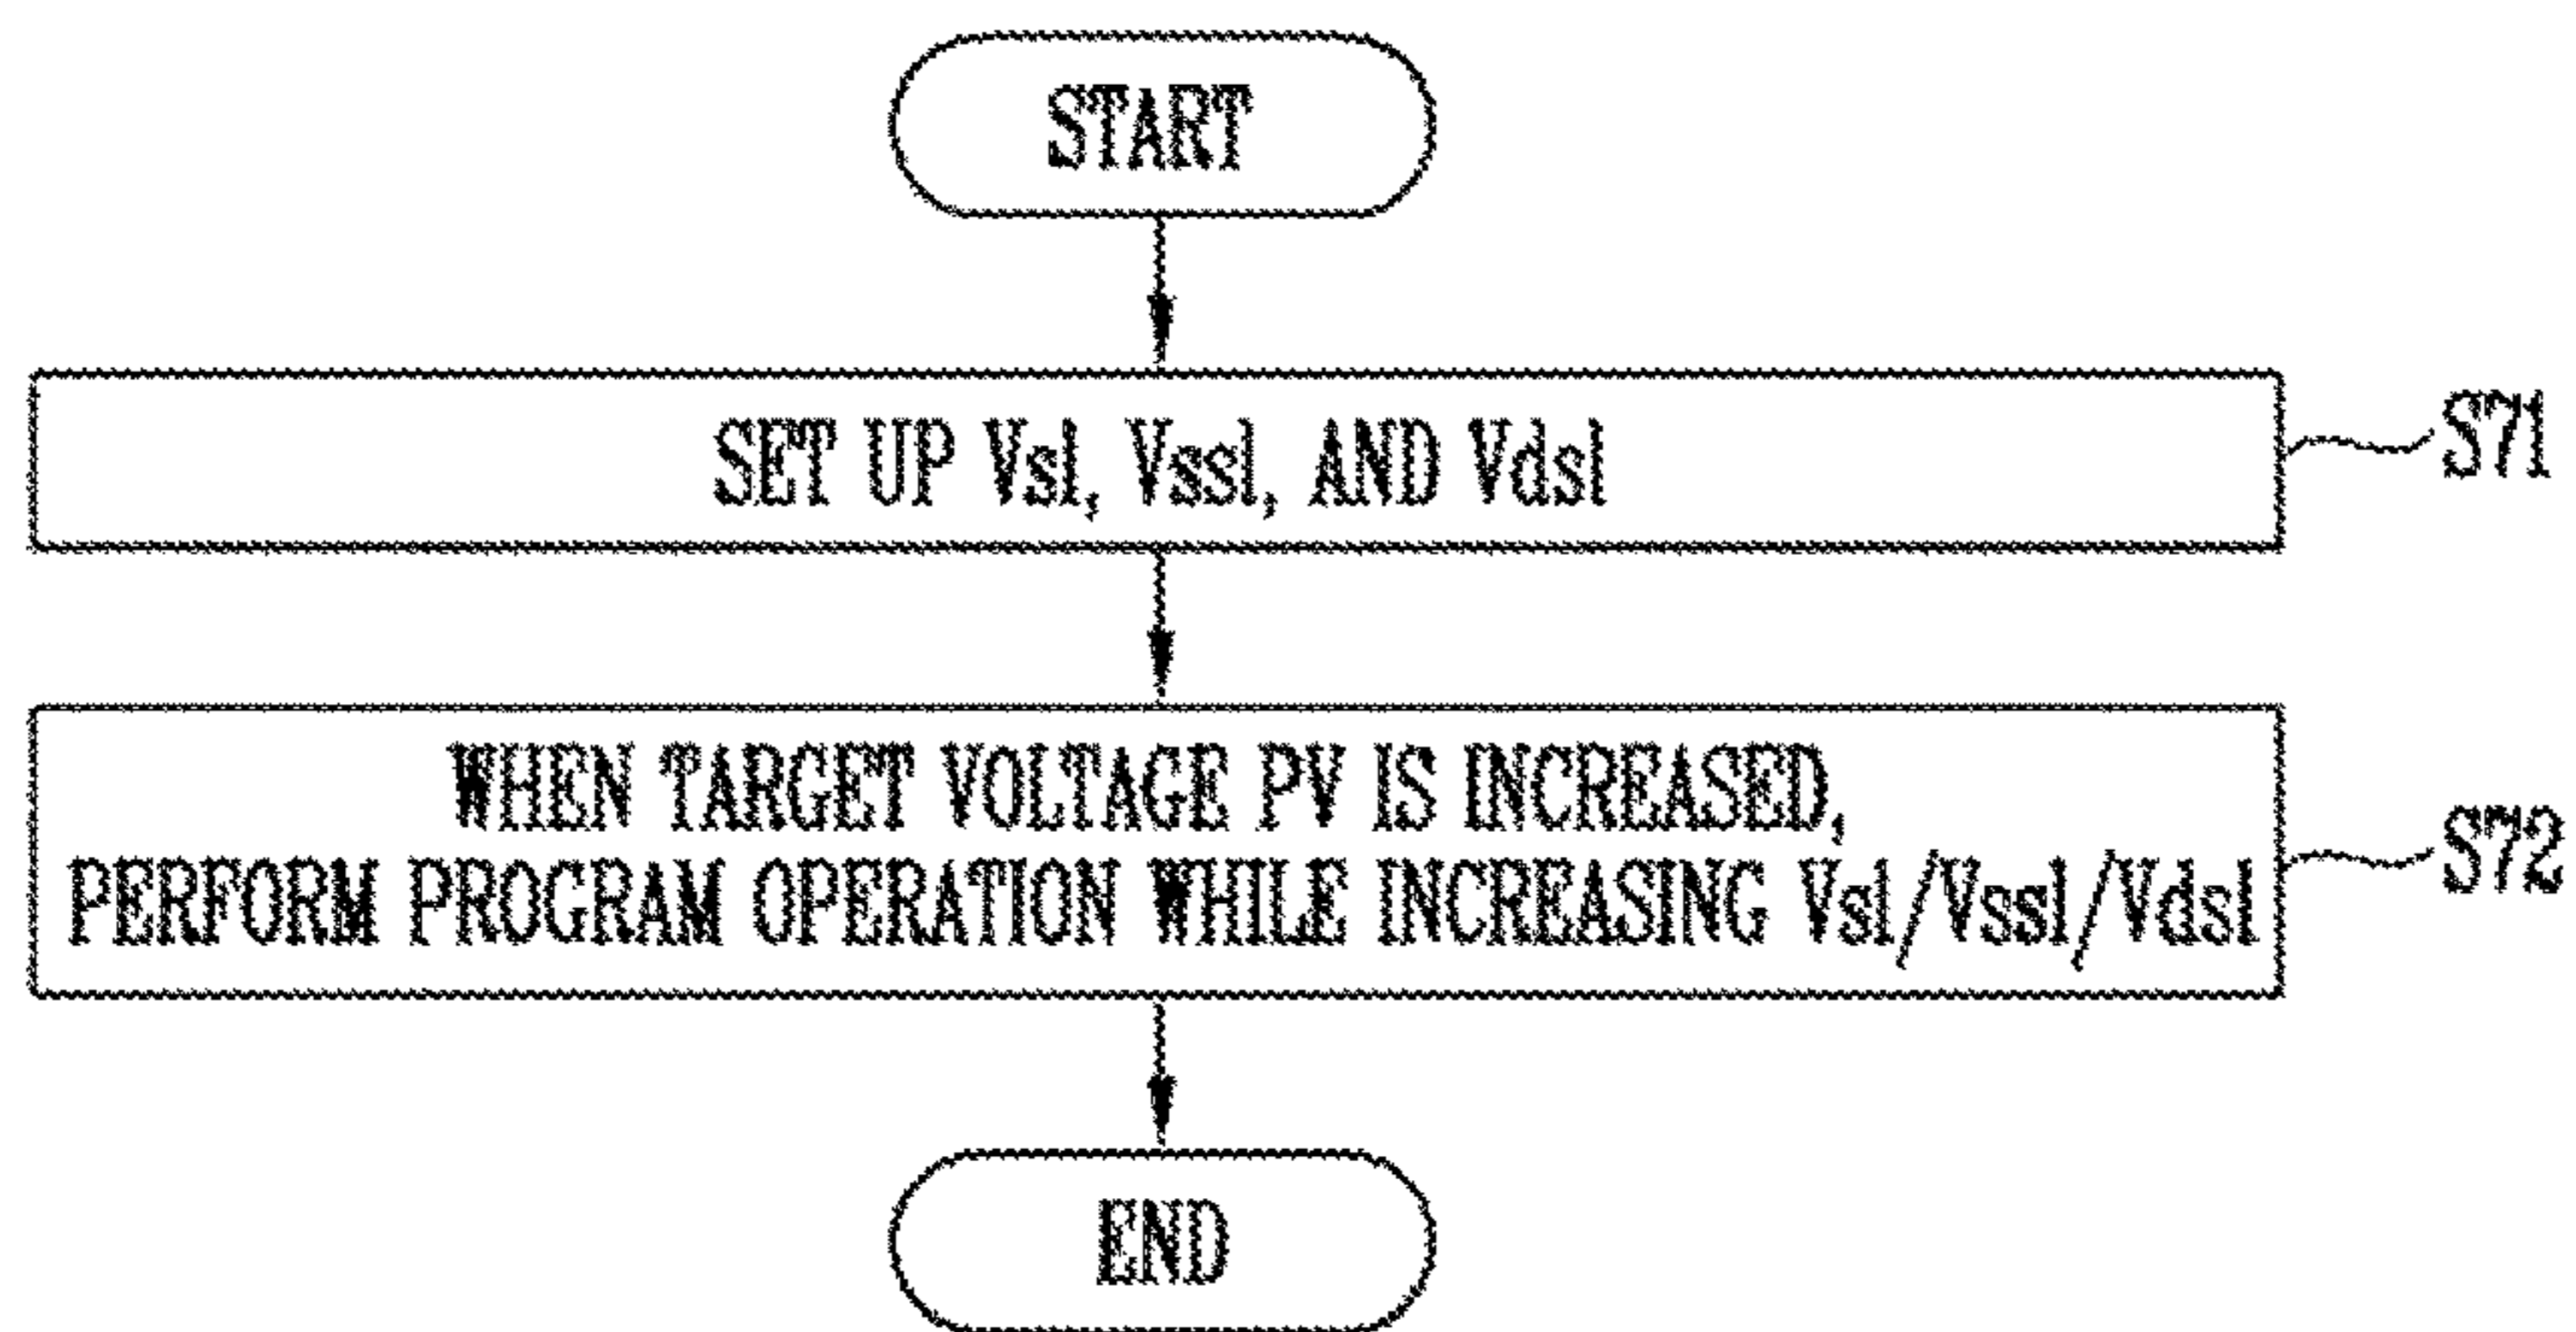 START
SET UP Vsl, Vssl, AND Vdsl
S71
WHEN TARGET VOLTAGE PV IS INCREASED,
PERFORM PROGRAM OPERATION WHILE INCREASING Vsl/Vssl/Vdsl
S72
END